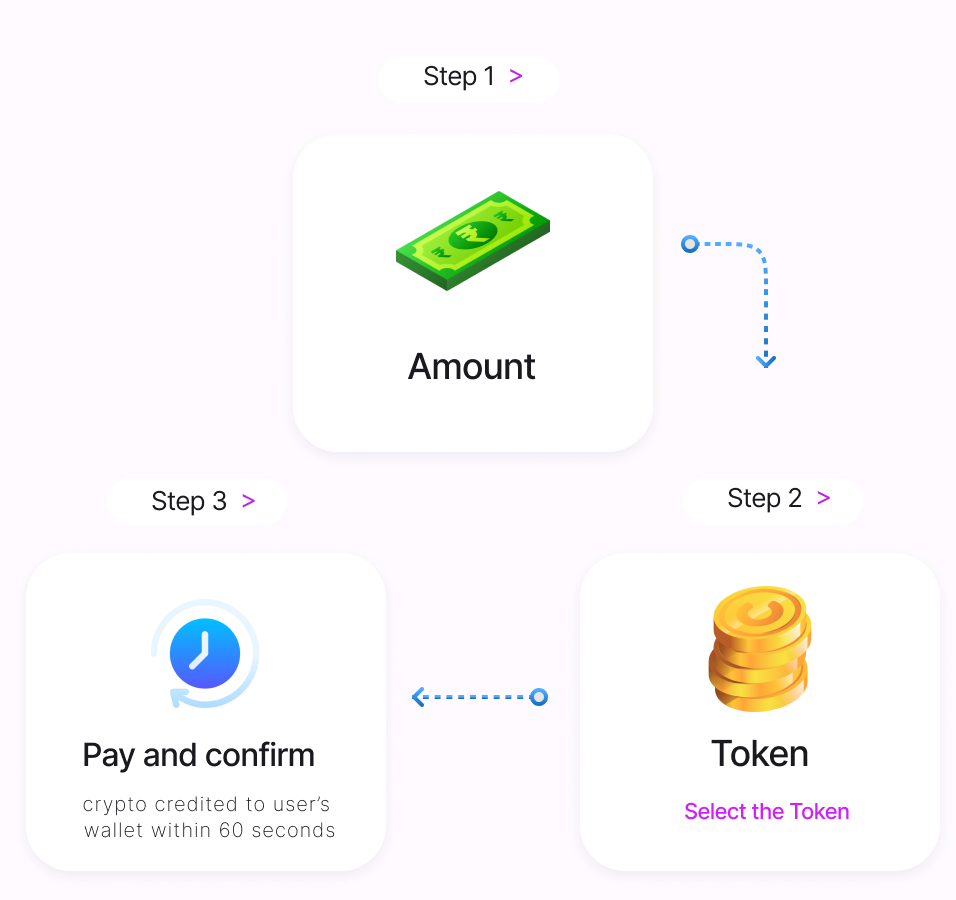 Step 1 >
Amount
Step 2 >
Token
Select the Token
Step 3 >
Pay and confirm
crypto credited to user’s
wallet within 60 seconds